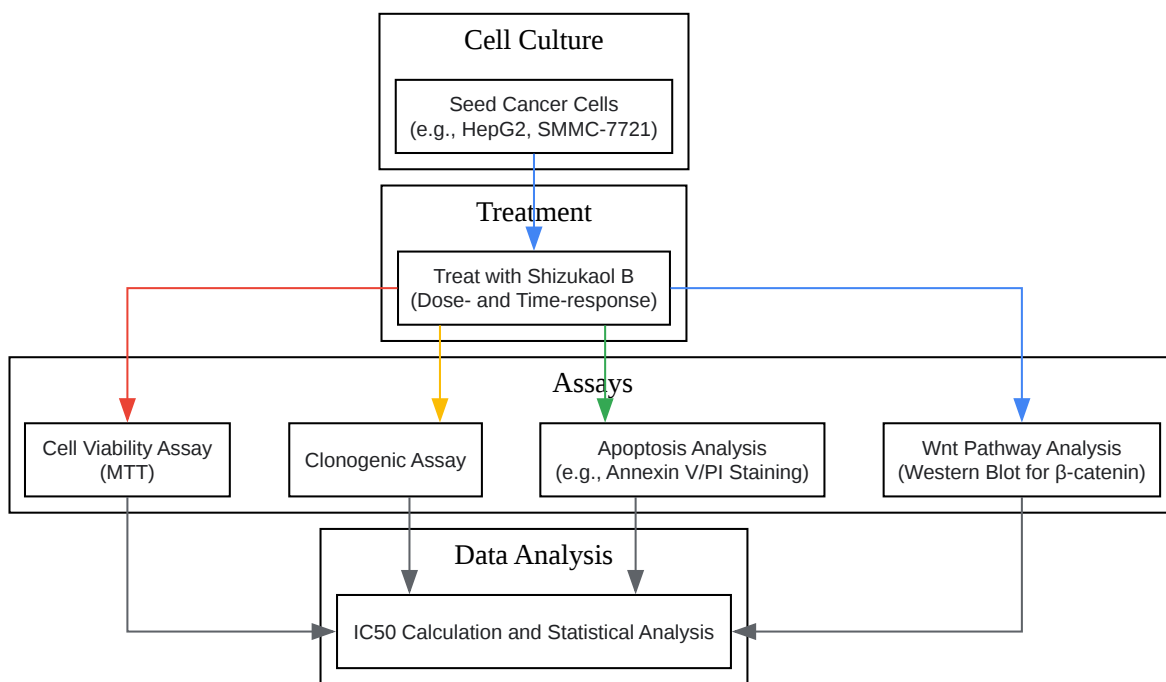 Cell Culture
Seed Cancer Cells
(e.g., HepG2, SMMC-7721)
Treatment
Treat with Shizukaol B
(Dose- and Time-response)
Assays
Cell Viability Assay
(MTT)
Clonogenic Assay
Apoptosis Analysis
(e.g., Annexin V/PI Staining)
Wnt Pathway Analysis
(Western Blot for β-catenin)
Data Analysis
IC50 Calculation and Statistical Analysis